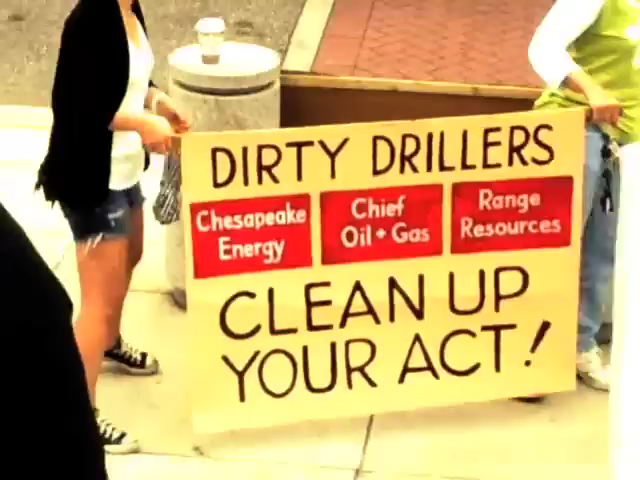 DIRTY DRILLERS
Chesapeake
Energy
Chief
Oil + Gas
Range
Resources
CLEAN UP
YOUR ACT!